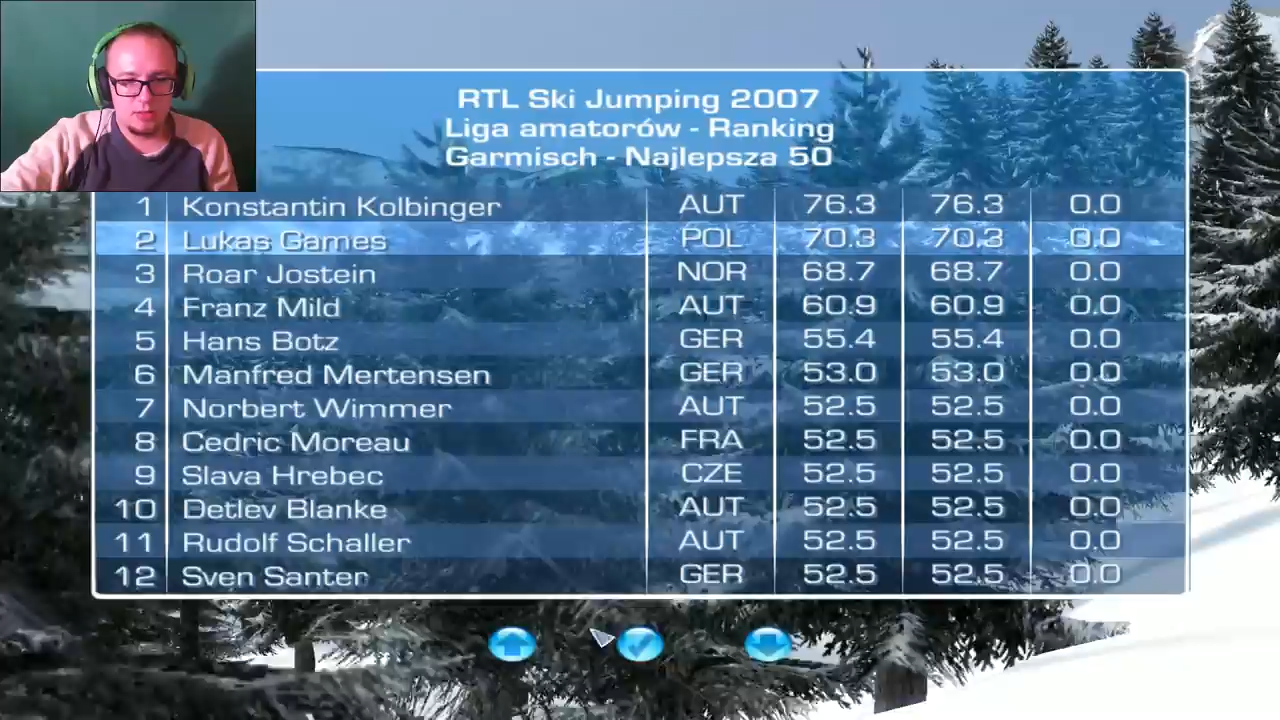 RTL Ski Jumping 2007
Liga amatorów - Ranking
Garmisch - Najlepsza 50
1 Konstantin Kolbinger AUT 76.3 76.3 0.0
2 Lukas Games POL 70.3 70.3 0.0
3 Roar Jostein NOR 68.7 68.7 0.0
4 Franz Mild AUT 60.9 60.9 0.0
5 Hans Botz GER 55.4 55.4 0.0
6 Manfred Mertensen GER 53.0 53.0 0.0
7 Norbert Wimmer AUT 52.5 52.5 0.0
8 Cedric Moreau FRA 52.5 52.5 0.0
9 Slava Hrebec CZE 52.5 52.5 0.0
10 Detlev Blanke AUT 52.5 52.5 0.0
11 Rudolf Schaller AUT 52.5 52.5 0.0
12 Sven Santer GER 52.5 52.5 0.0